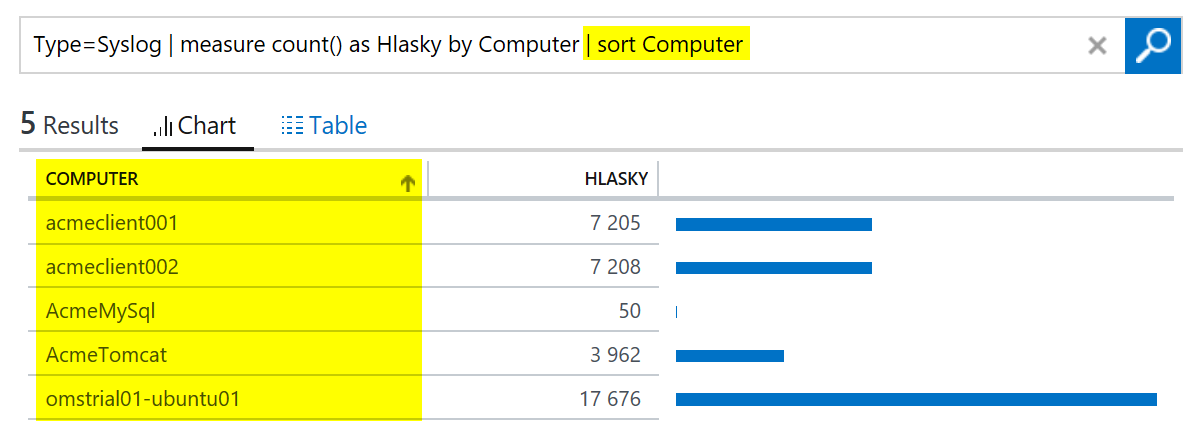 Type=Syslog | measure count() as Hlasky by Computer | sort Computer
5 Results Chart Table
COMPUTER HLASKY
acmeclient001 7 205
acmeclient002 7 208
AcmeMySql 50
AcmeTomcat 3 962
omstrial01-ubuntu01 17 676